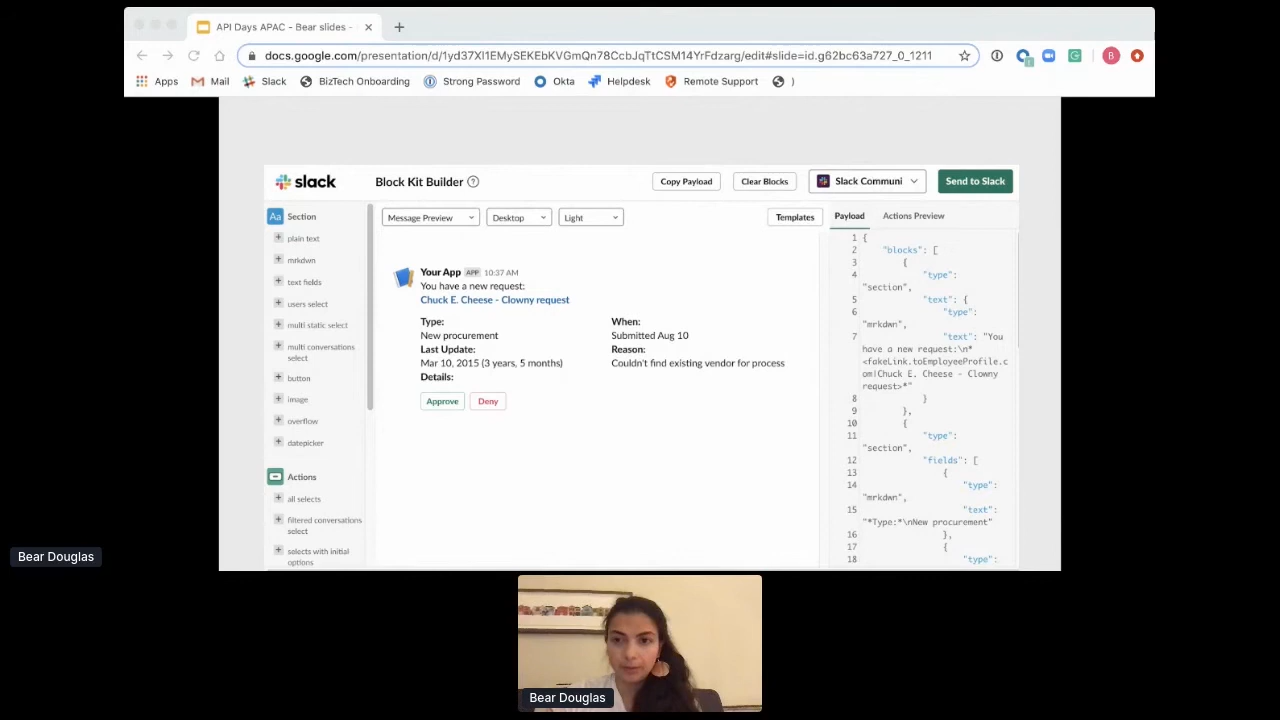 API Days APAC - Bear slides -
docs.google.com/presentation/d/1yd37Xl1EMySEKEbKVGmQn78CcbJqTtCSM14YrFdzarg/edit#slide=id.g62bc63a727_0_1211
B
Apps
Mail
Slack
BizTech Onboarding
Strong Password
Okta
Helpdesk
Remote Support
)
slack
Block Kit Builder ?
Copy Payload
Clear Blocks
Slack Communi
Send to Slack
Aa Section
plain text
mrkdwn
text fields
users select
multi static select
multi conversations
select
button
image
overflow
datepicker
Actions
all selects
filtered conversations
select
selects with initial
options
Message Preview
Desktop
Light
Templates
Your App APP 10:37 AM
You have a new request:
Chuck E. Cheese - Clowny request
Type:
New procurement
Last Update:
Mar 10, 2015 (3 years, 5 months)
Details:
When:
Submitted Aug 10
Reason:
Couldn't find existing vendor for process
Approve
Deny
Payload
Actions Preview
1 {
2 "blocks": [
3 {
4 "type":
"section",
5 "text": {
6 "type":
"mrkdwn",
7 "text": "You
have a new request:\n*
<fakeLink.toEmployeeProfile.c
om|Chuck E. Cheese - Clowny
request>*"
8 }
9 },
10 {
11 "type":
"section",
12 "fields": [
13 {
14 "type":
"mrkdwn",
15 "text":
"*Type:*\nNew procurement"
16 },
17 {
18 "type":
Bear Douglas
Bear Douglas